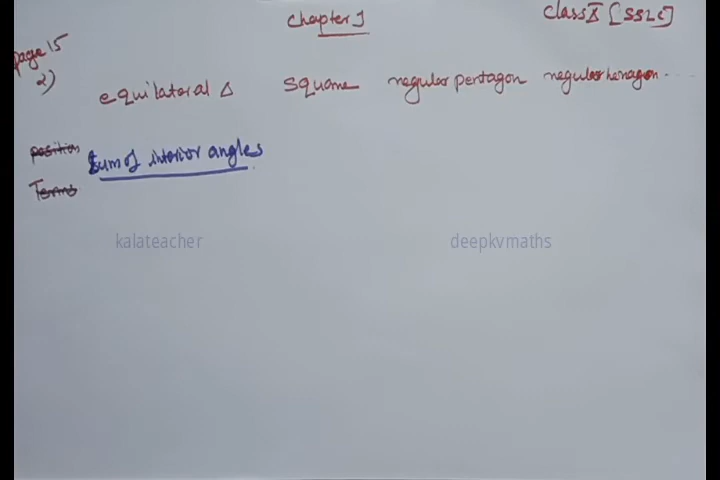 Chapter I
Class X [SSLC]
page 15
2)
equilateral Δ square regular pentagon regular hexagon ....
position
Sum of interior angles
Terms
kalateacher deepkvmaths